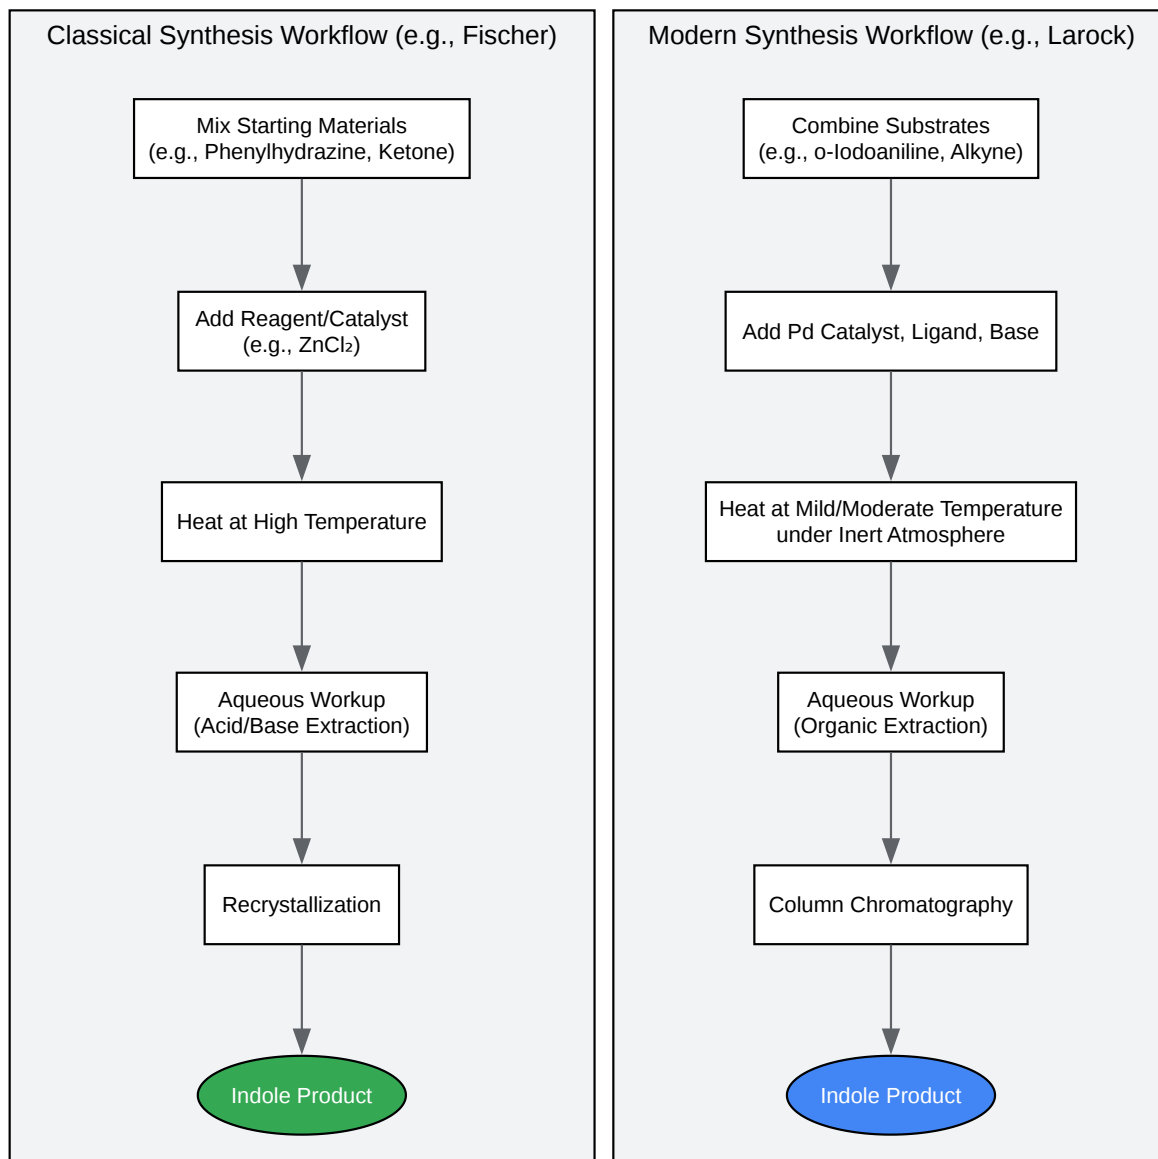 Classical Synthesis Workflow (e.g., Fischer)
Mix Starting Materials
(e.g., Phenylhydrazine, Ketone)
Add Reagent/Catalyst
(e.g., ZnCl₂)
Heat at High Temperature
Aqueous Workup
(Acid/Base Extraction)
Recrystallization
Indole Product
Modern Synthesis Workflow (e.g., Larock)
Combine Substrates
(e.g., o-Iodoaniline, Alkyne)
Add Pd Catalyst, Ligand, Base
Heat at Mild/Moderate Temperature
under Inert Atmosphere
Aqueous Workup
(Organic Extraction)
Column Chromatography
Indole Product